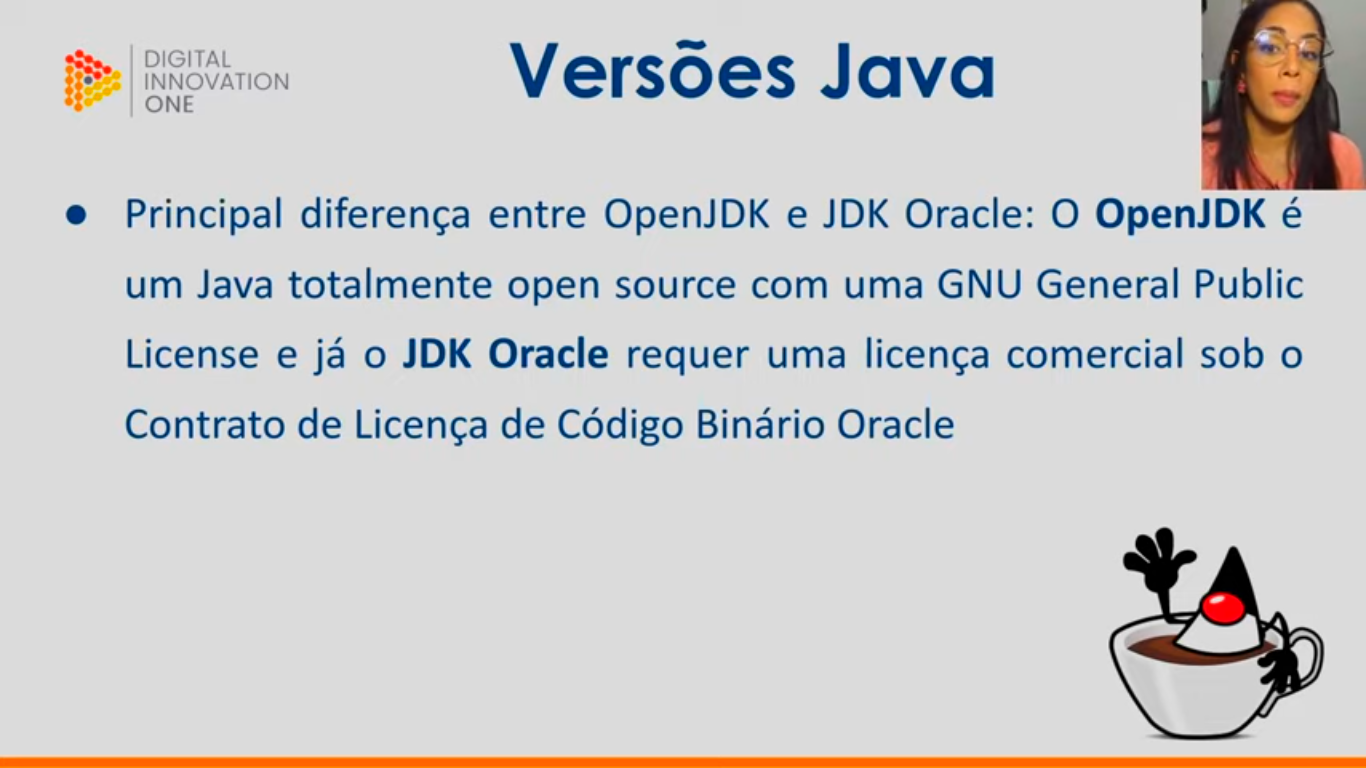 DIGITAL
INNOVATION
ONE
Versões Java
● Principal diferença entre OpenJDK e JDK Oracle: O OpenJDK é
um Java totalmente open source com uma GNU General Public
License e já o JDK Oracle requer uma licença comercial sob o
Contrato de Licença de Código Binário Oracle